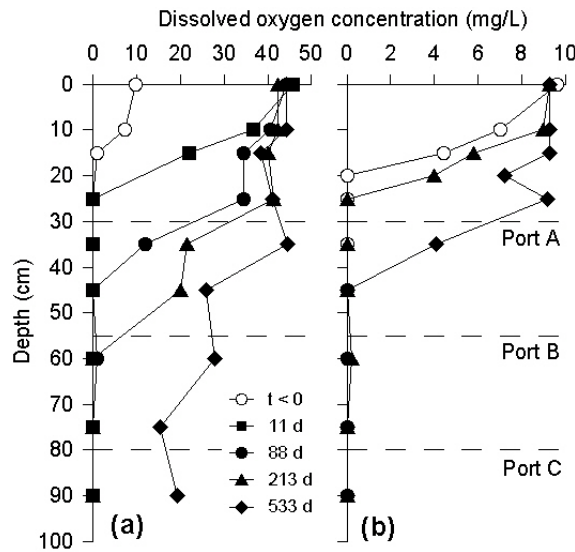 Dissolved oxygen concentration (mg/L)
0 10 20 30 40 50 0 2 4 6 8 10
0
10
20
30
40
50
60
70
80
90
100
Depth (cm)
Port A
Port B
Port C
t < 0
11 d
88 d
213 d
533 d
(a)
(b)